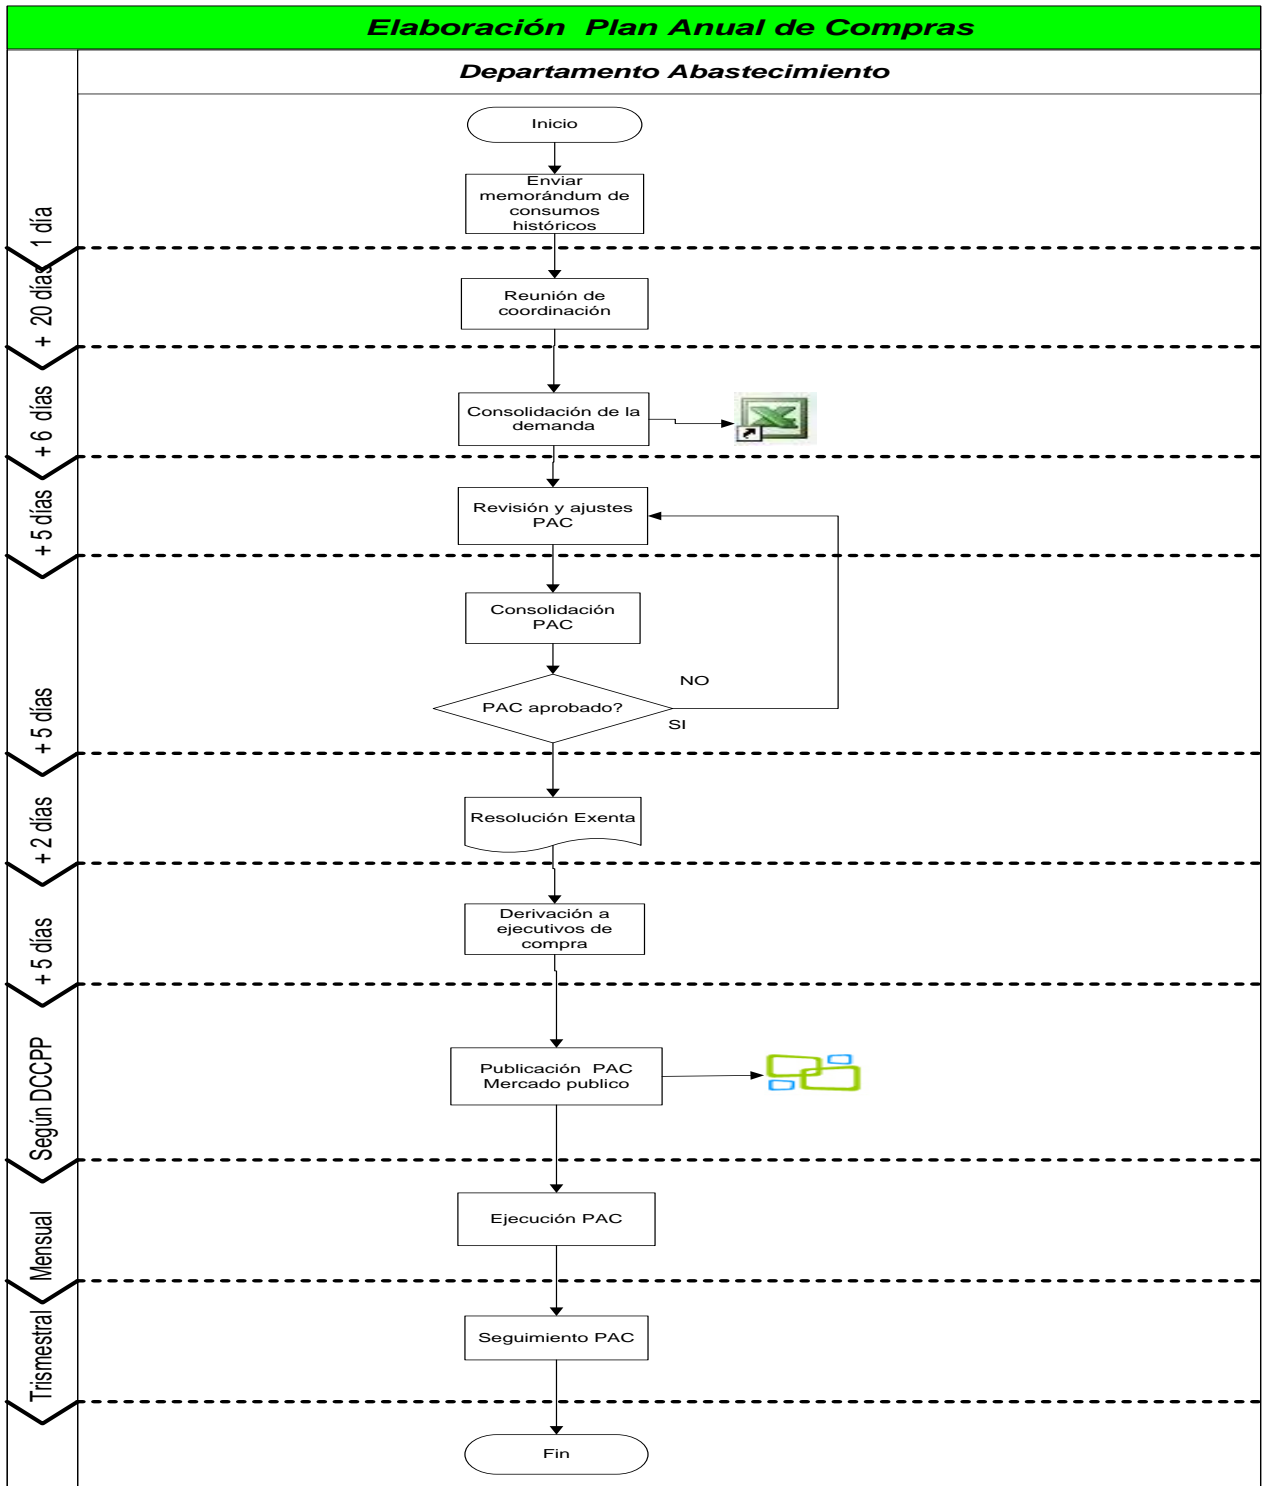 Elaboración  Plan Anual de Compras
Departamento Abastecimiento
Inicio
1 día
Enviar
memorándum de
consumos
históricos
+ 20 días
Reunión de
coordinación
+ 6 días
Consolidación de la
demanda
+ 5 días
Revisión y ajustes
PAC
+ 5 días
Consolidación
PAC
PAC aprobado?
NO
SI
+ 2 días
Resolución Exenta
+ 5 días
Derivación a
ejecutivos de
compra
Según DCCPP
Publicación  PAC
Mercado publico
Mensual
Ejecución PAC
Trismestral
Seguimiento PAC
Fin